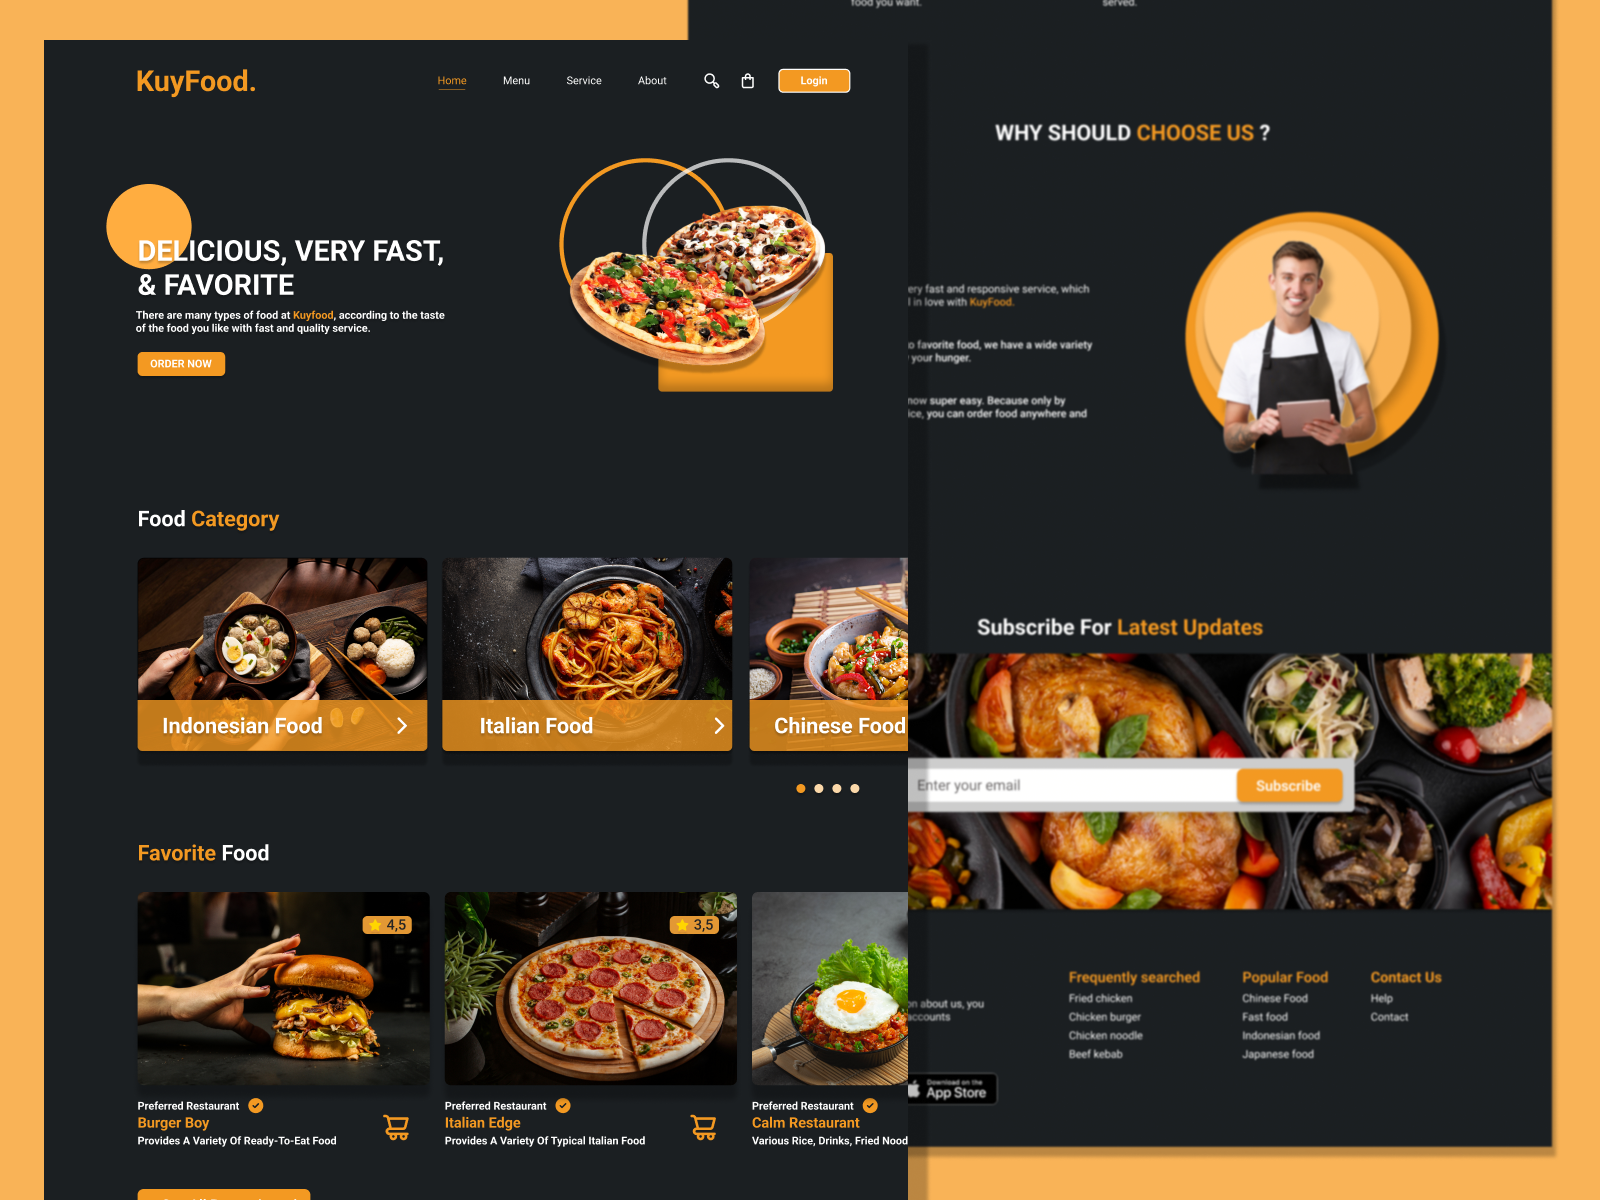 food you want.
served.
KuyFood.
Home
Menu
Service
About
Login
DELICIOUS, VERY FAST,
& FAVORITE
There are many types of food at Kuyfood, according to the taste
of the food you like with fast and quality service.
ORDER NOW
Food Category
Indonesian Food
Italian Food
Chinese Food
Favorite Food
4,5
3,5
Preferred Restaurant
Burger Boy
Provides A Variety Of Ready-To-Eat Food
Preferred Restaurant
Italian Edge
Provides A Variety Of Typical Italian Food
Preferred Restaurant
Calm Restaurant
Various Rice, Drinks, Fried Nood
WHY SHOULD CHOOSE US ?
ery fast and responsive service, which
l in love with KuyFood.
o favorite food, we have a wide variety
your hunger.
now super easy. Because only by
ice, you can order food anywhere and
Subscribe For Latest Updates
Enter your email
Subscribe
on about us, you
accounts
Download on the
App Store
Frequently searched
Fried chicken
Chicken burger
Chicken noodle
Beef kebab
Popular Food
Chinese Food
Fast food
Indonesian food
Japanese food
Contact Us
Help
Contact